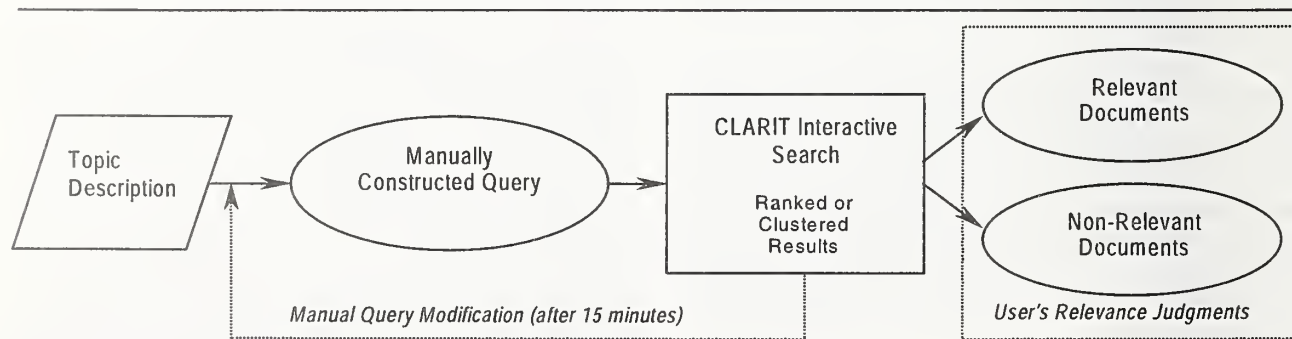 Topic
Description
Manually
Constructed Query
CLARIT Interactive
Search
Ranked or
Clustered
Results
Relevant
Documents
Non-Relevant
Documents
Manual Query Modification (after 15 minutes)
User's Relevance Judgments